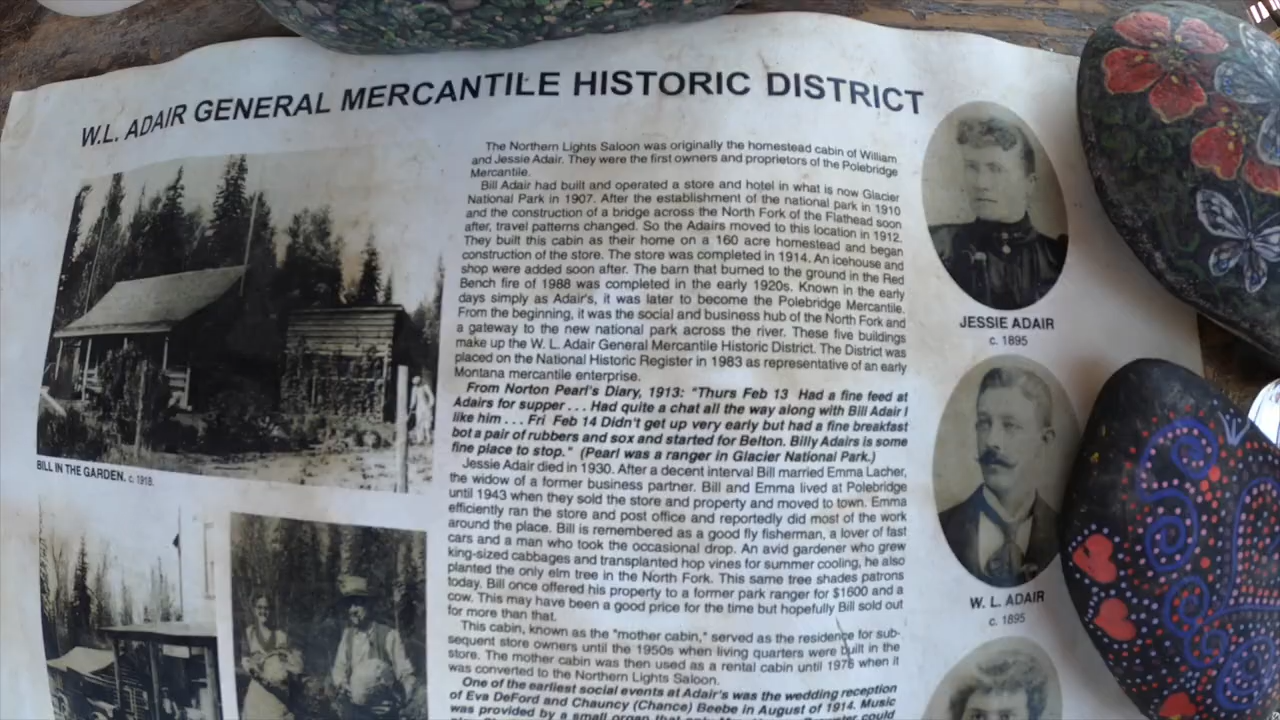 W.L. ADAIR GENERAL MERCANTILE HISTORIC DISTRICT
The Northern Lights Saloon was originally the homestead cabin of William
and Jessie Adair. They were the first owners and proprietors of the Polebridge
Mercantile.
Bill Adair had built and operated a store and hotel in what is now Glacier
National Park in 1907. After the establishment of the national park in 1910
and the construction of a bridge across the North Fork of the Flathead soon
after, travel patterns changed. So the Adairs moved to this location in 1912.
They built this cabin as their home on a 160 acre homestead and began
construction of the store. The store was completed in 1914. An icehouse and
shop were added soon after. The barn that burned to the ground in the Red
Bench fire of 1988 was completed in the early 1920s. Known in the early
days simply as Adair's, it was later to become the Polebridge Mercantile.
From the beginning, it was the social and business hub of the North Fork and
a gateway to the new national park across the river. These five buildings
make up the W. L. Adair General Mercantile Historic District. The District was
placed on the National Historic Register in 1983 as representative of an early
Montana mercantile enterprise.
From Norton Pearl's Diary, 1913: "Thurs Feb 13 Had a fine feed at
Adairs for supper . . . Had quite a chat all the way along with Bill Adair I
like him . . . Fri Feb 14 Didn't get up very early but had a fine breakfast
bot a pair of rubbers and sox and started for Belton. Billy Adairs is some
fine place to stop." (Pearl was a ranger in Glacier National Park.)
Jessie Adair died in 1930. After a decent interval Bill married Emma Lacher,
the widow of a former business partner. Bill and Emma lived at Polebridge
until 1943 when they sold the store and property and moved to town. Emma
efficiently ran the store and post office and reportedly did most of the work
around the place. Bill is remembered as a good fly fisherman, a lover of fast
cars and a man who took the occasional drop. An avid gardener who grew
king-sized cabbages and transplanted hop vines for summer cooling, he also
planted the only elm tree in the North Fork. This same tree shades patrons
today. Bill once offered his property to a former park ranger for $1600 and a
cow. This may have been a good price for the time but hopefully Bill sold out
for more than that.
This cabin, known as the "mother cabin," served as the residence for sub-
sequent store owners until the 1950s when living quarters were built in the
store. The mother cabin was then used as a rental cabin until 1976 when it
was converted to the Northern Lights Saloon.
One of the earliest social events at Adair's was the wedding reception
of Eva DeFord and Chauncy (Chance) Beebe in August of 1914. Music
was provided by a small organ that only
could
BILL IN THE GARDEN. c. 1918.
JESSIE ADAIR
c. 1895
W. L. ADAIR
c. 1895